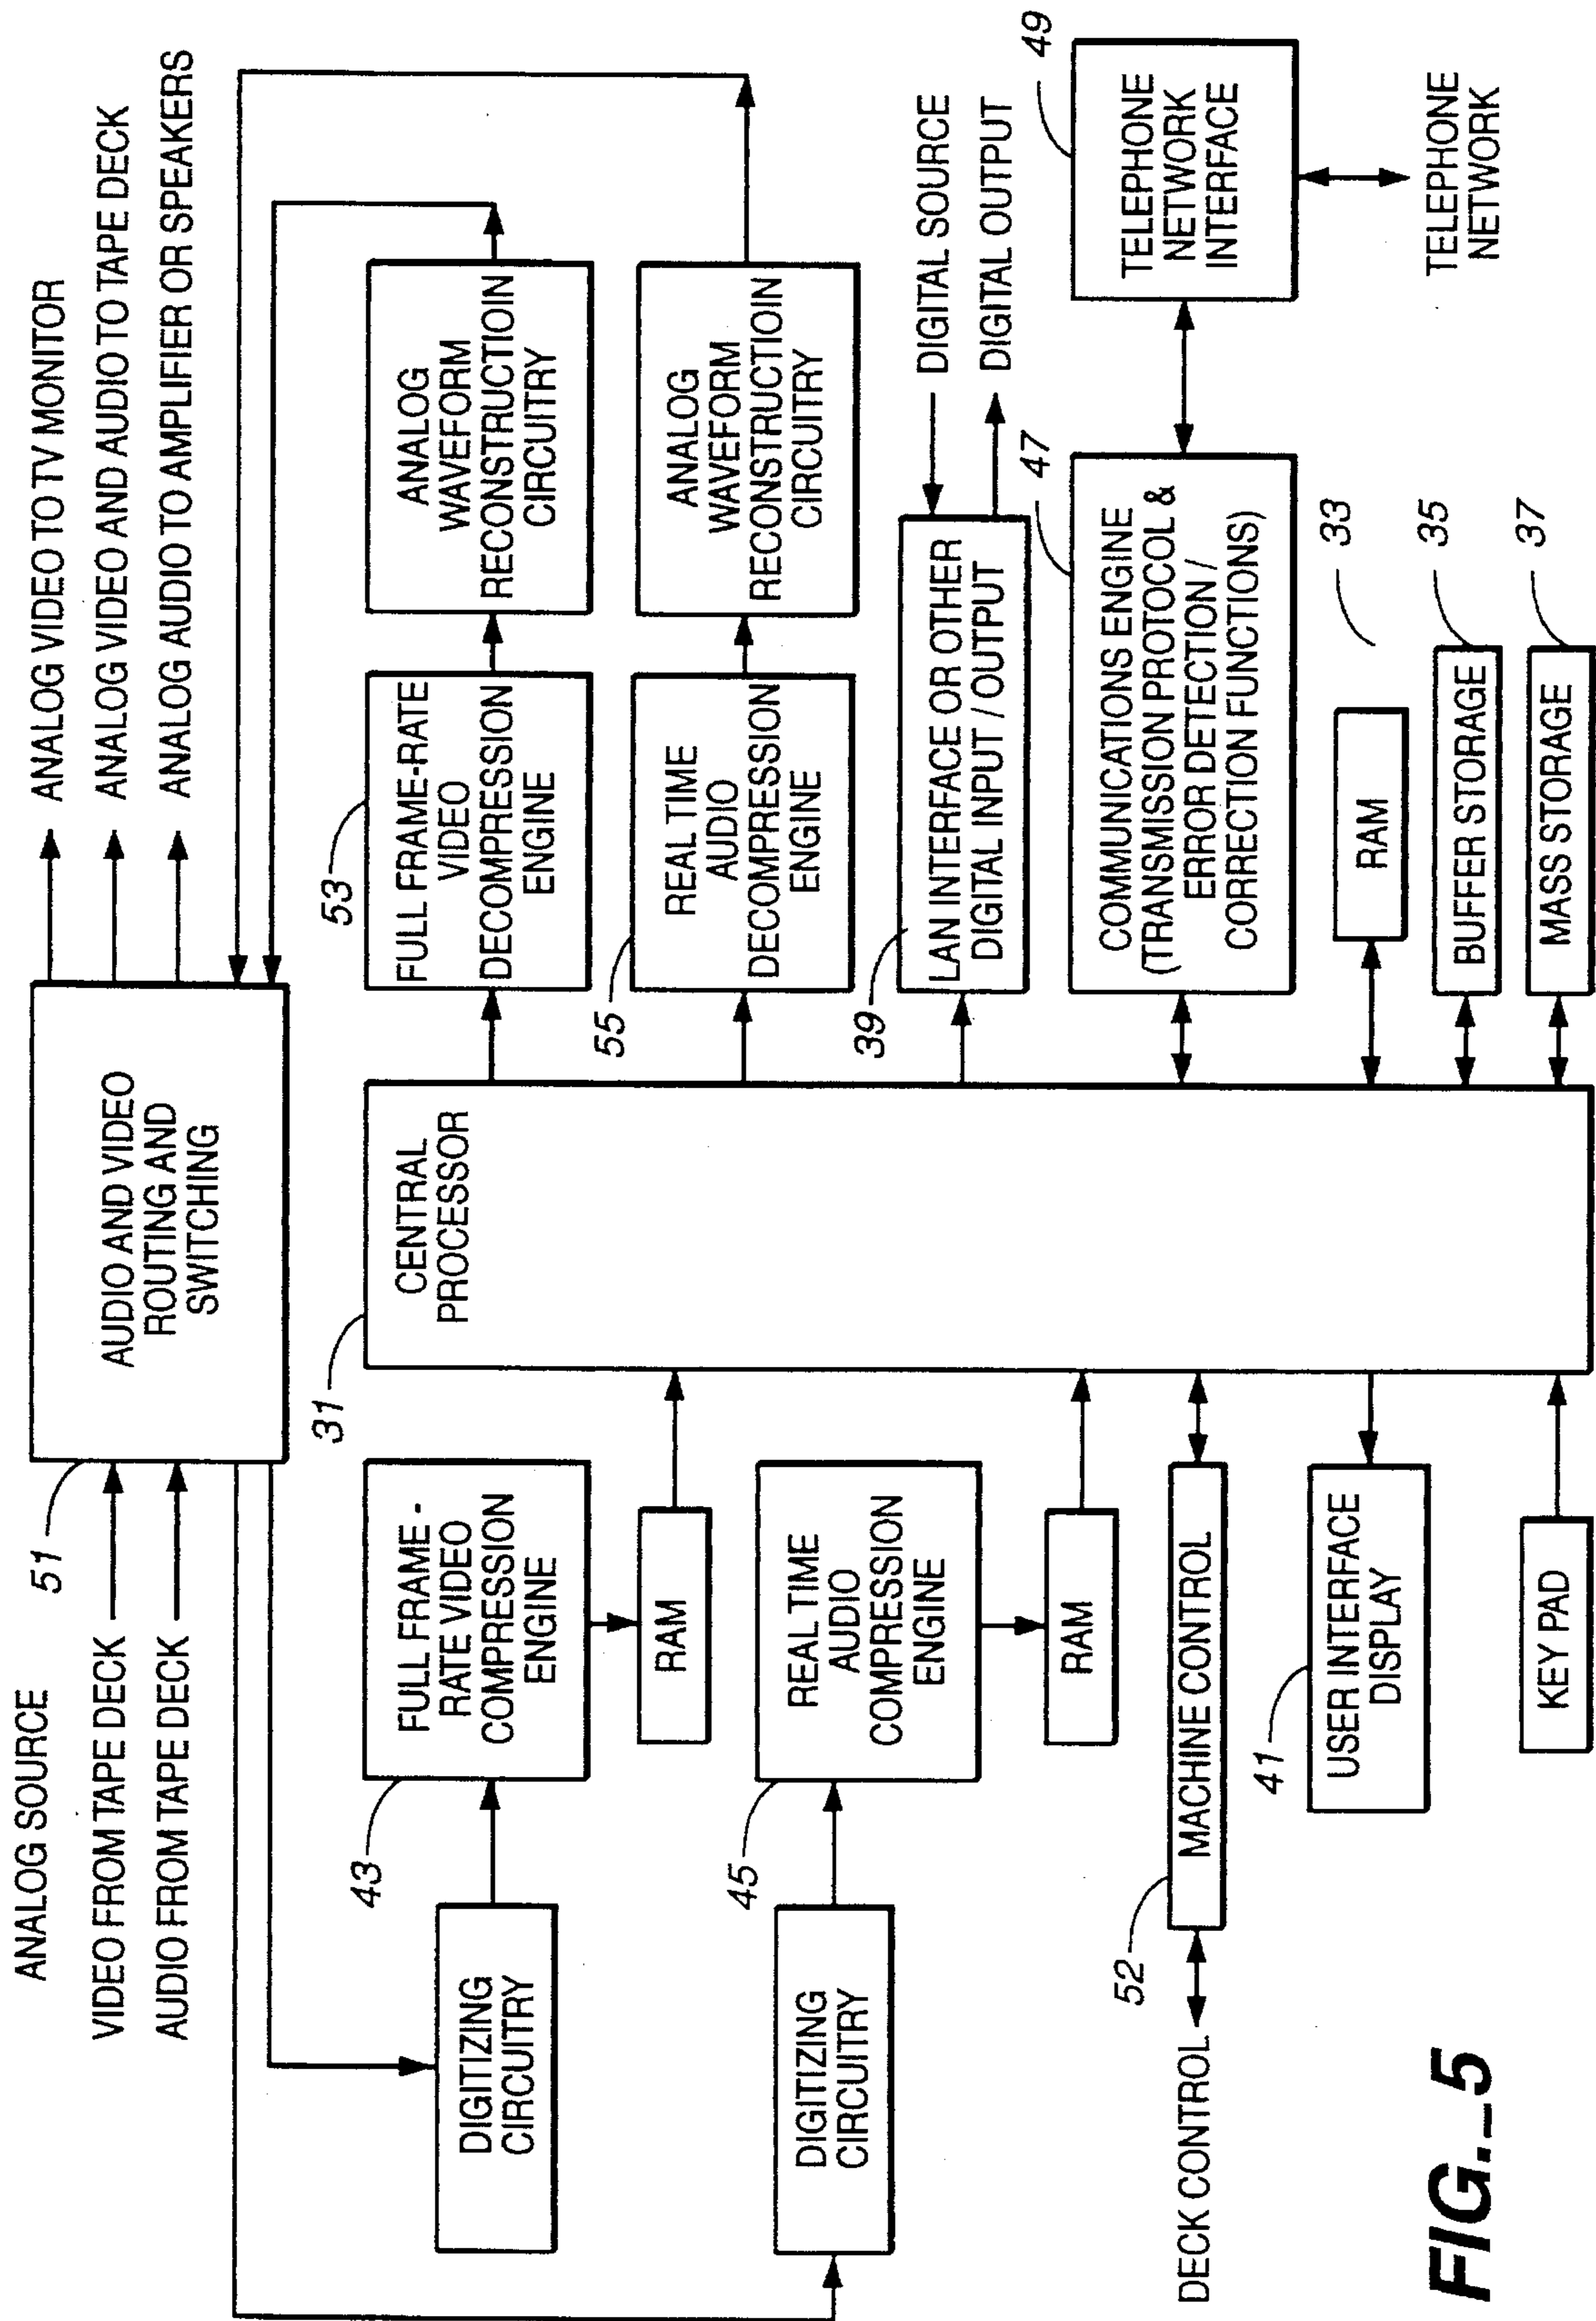 ANALOG SOURCE
VIDEO FROM TAPE DECK
AUDIO FROM TAPE DECK
51
AUDIO AND VIDEO
ROUTING AND
SWITCHING
ANALOG VIDEO TO TV MONITOR
ANALOG VIDEO AND AUDIO TO TAPE DECK
ANALOG AUDIO TO AMPLIFIER OR SPEAKERS
DIGITIZING
CIRCUITRY
43
FULL FRAME -
RATE VIDEO
COMPRESSION
ENGINE
RAM
DIGITIZING
CIRCUITRY
45
REAL TIME
AUDIO
COMPRESSION
ENGINE
RAM
DECK CONTROL
52
MACHINE CONTROL
41
USER INTERFACE
DISPLAY
KEY PAD
31
CENTRAL
PROCESSOR
53
FULL FRAME-RATE
VIDEO
DECOMPRESSION
ENGINE
ANALOG
WAVEFORM
RECONSTRUCTIOIN
CIRCUITRY
55
REAL TIME
AUDIO
DECOMPRESSION
ENGINE
ANALOG
WAVEFORM
RECONSTRUCTION
CIRCUITRY
39
LAN INTERFACE OR OTHER
DIGITAL INPUT / OUTPUT
DIGITAL SOURCE
DIGITAL OUTPUT
47
COMMUNICATIONS ENGINE
(TRANSMISSION PROTOCOL &
ERROR DETECTION /
CORRECTION FUNCTIONS)
49
TELEPHONE
NETWORK
INTERFACE
TELEPHONE
NETWORK
RAM
33
BUFFER STORAGE
35
MASS STORAGE
37
FIG._5